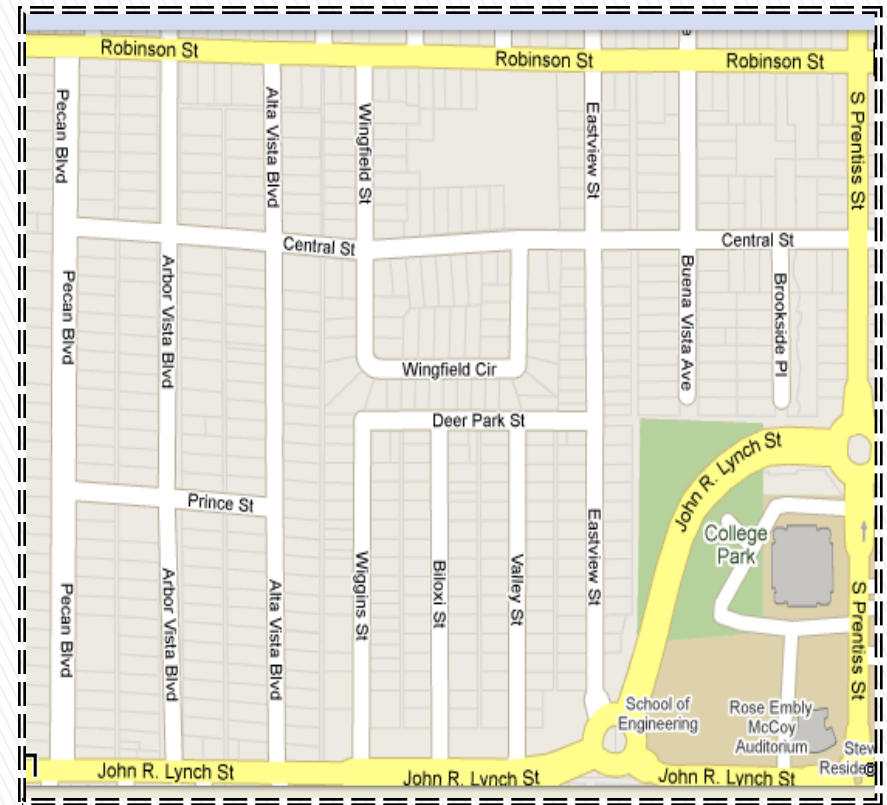 Robinson St
Robinson St
Robinson St
Pecan Blvd
Alta Vista Blvd
Wingfield St
Eastview St
S Prentiss St
Central St
Central St
Pecan Blvd
Arbor Vista Blvd
Buena Vista Ave
Brookside Pl
Wingfield Cir
Deer Park St
John R. Lynch St
Prince St
College
Park
Eastview St
Wiggins St
Biloxi St
Valley St
Pecan Blvd
Arbor Vista Blvd
Alta Vista Blvd
S Prentiss St
School of
Engineering
Rose Embly
McCoy
Auditorium
John R. Lynch St
John R. Lynch St
John R. Lynch St